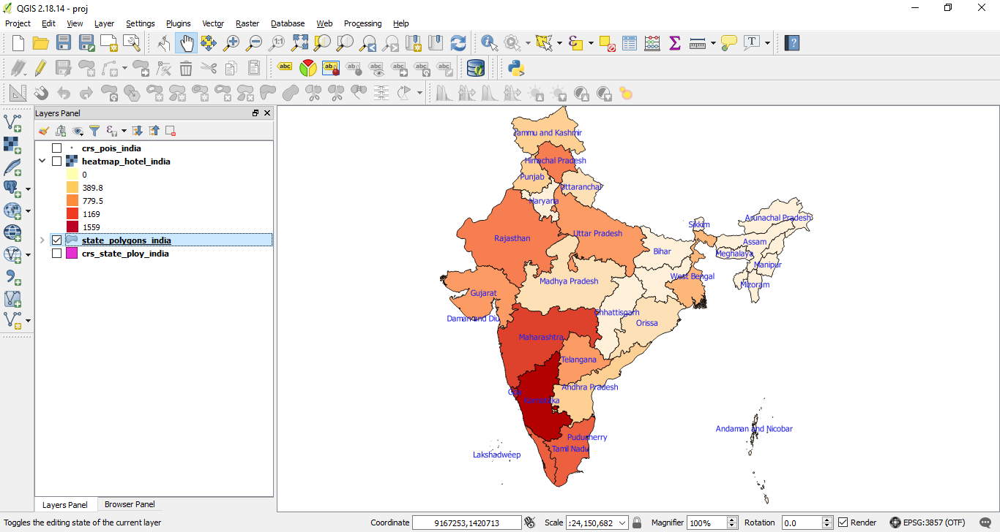 QGIS 2.18.14 - proj
Project Edit View Layer Settings Plugins Vector Raster Database Web Processing Help
Layers Panel
crs_pois_india
heatmap_hotel_india
0
389.8
779.5
1169
1559
state_polygons_india
crs_state_ploy_india
Jammu and Kashmir
Himachal Pradesh
Punjab
Uttaranchal
Haryana
Sikkim
Arunachal Pradesh
Rajasthan
Uttar Pradesh
Assam
Bihar
Meghalaya
Manipur
West Bengal
Madhya Pradesh
Mizoram
Gujarat
Chhattisgarh
Daman and Diu
Orissa
Maharashtra
Telangana
Andhra Pradesh
Goa
Karnataka
Andaman and Nicobar
Puducherry
Tamil Nadu
Lakshadweep
Layers Panel Browser Panel
Toggles the editing state of the current layer Coordinate 9167253,1420713 Scale :24,150,682 Magnifier 100% Rotation 0.0 Render EPSG:3857 (OTF)